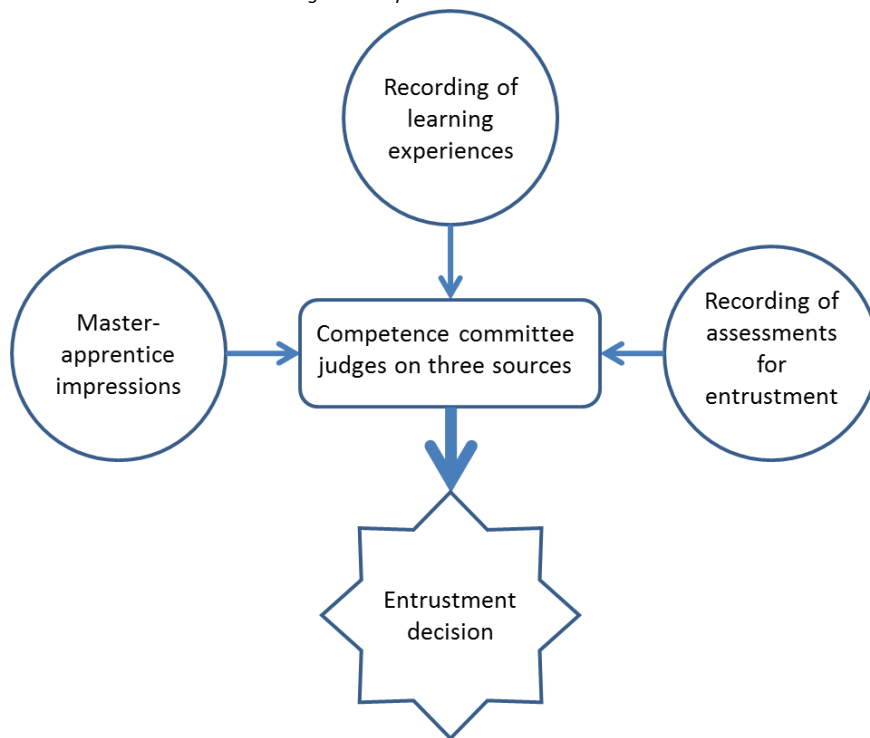 Recording of
learning
experiences
Master-
apprentice
impressions
Competence committee
judges on three sources
Recording of
assessments
for
entrustment
Entrustment
decision